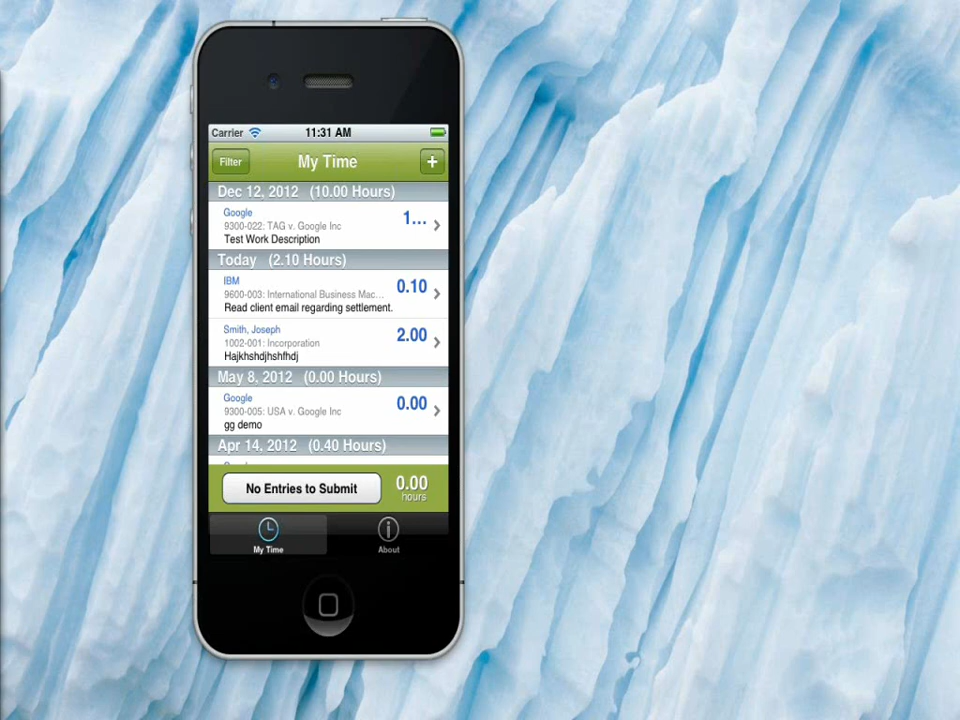 Carrier 11:31 AM
Filter My Time +
Dec 12, 2012 (10.00 Hours)
Google 1...
9300-022: TAG v. Google Inc
Test Work Description
Today (2.10 Hours)
IBM 0.10
9600-003: International Business Mac...
Read client email regarding settlement.
Smith, Joseph 2.00
1002-001: Incorporation
Hajkhshdjhshfhdj
May 8, 2012 (0.00 Hours)
Google 0.00
9300-005: USA v. Google Inc
gg demo
Apr 14, 2012 (0.40 Hours)
No Entries to Submit 0.00
hours
My Time About